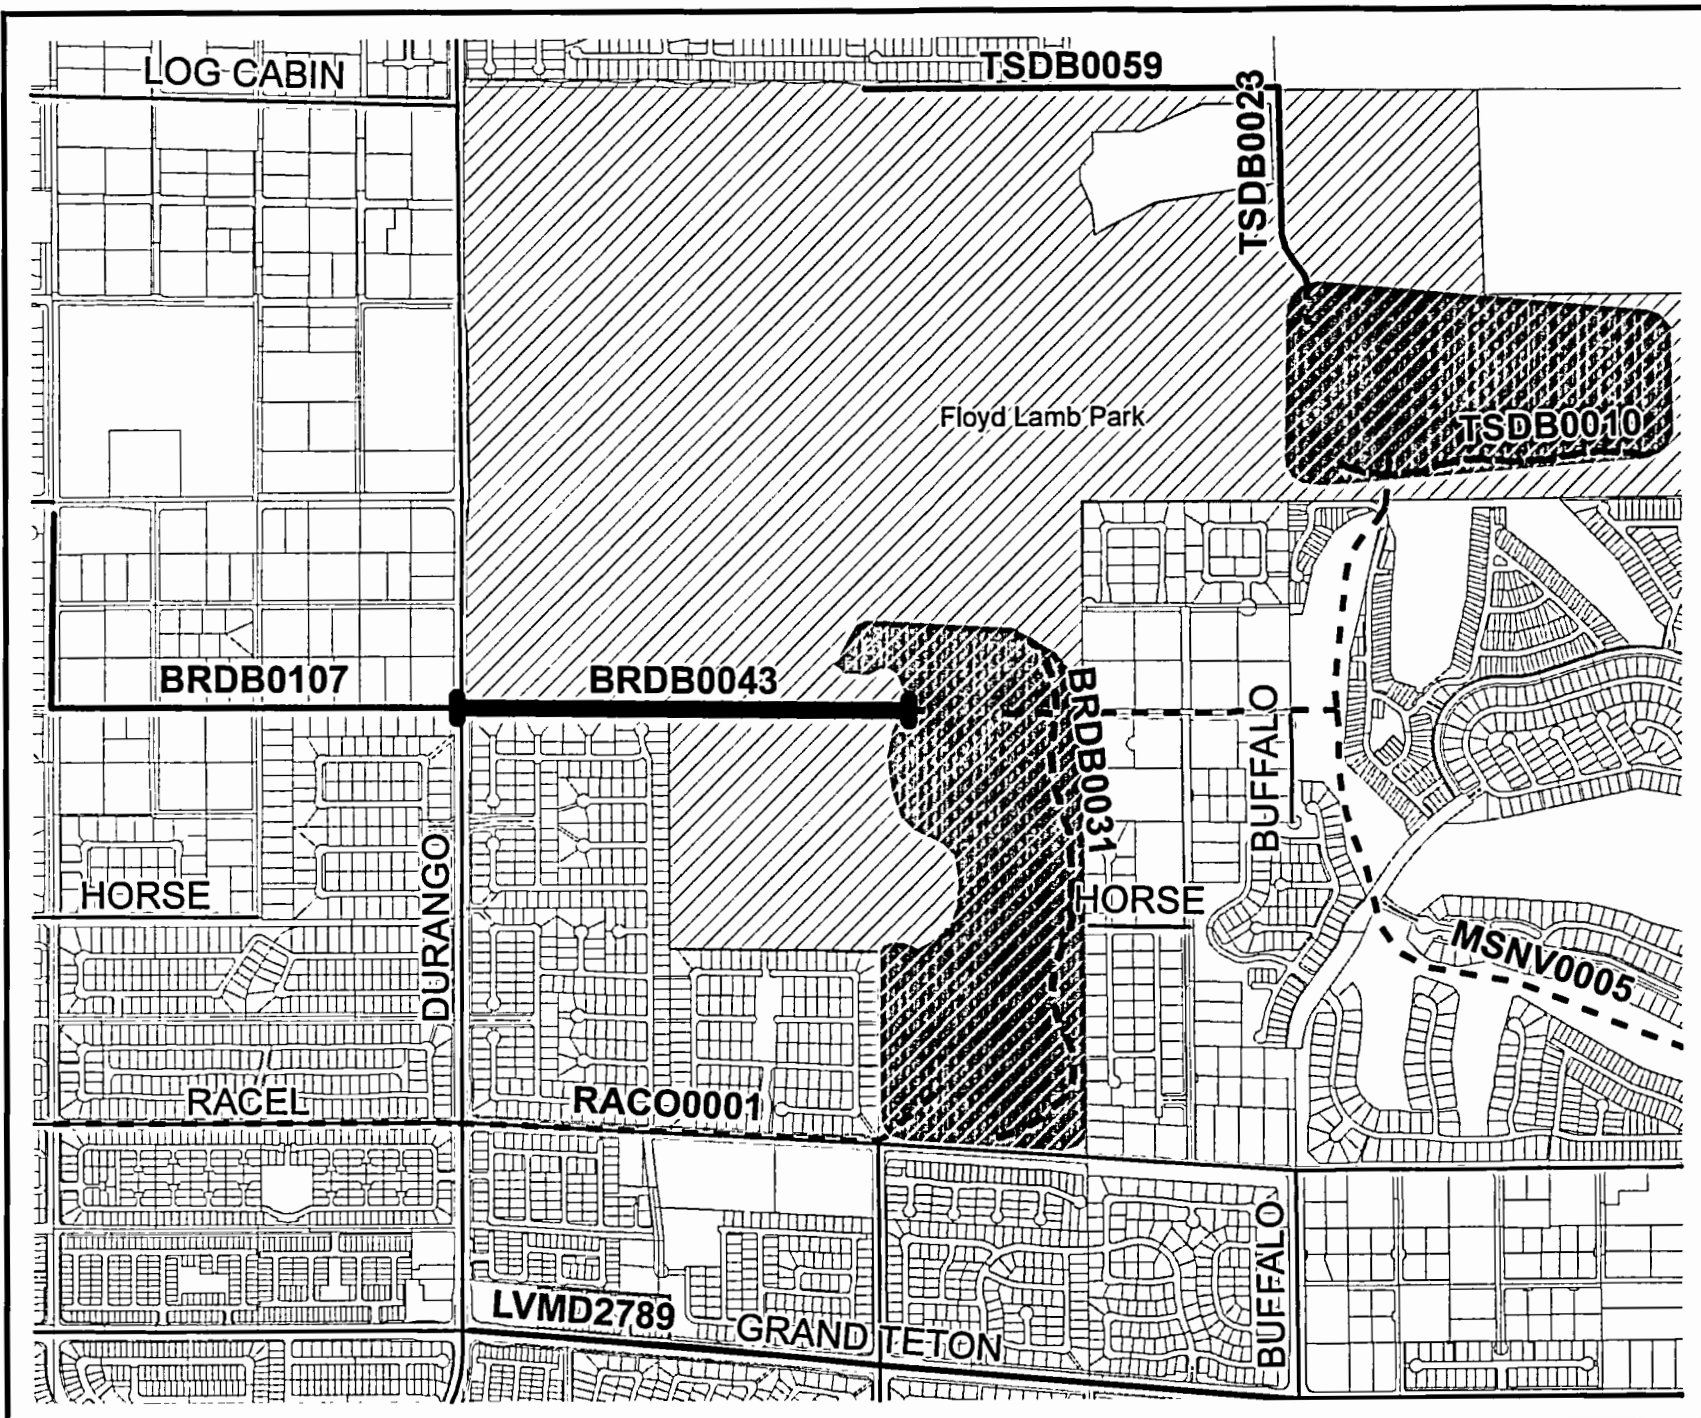 LOG CABIN
TSDB0059
TSDB0023
Floyd Lamb Park
TSDB0010
BRDB0107
BRDB0043
BRDB0031
BUFFALO
DURANGO
HORSE
HORSE
MSNV0005
RACEL
RACO0001
BUFFALO
LVMD2789
GRAND TETON